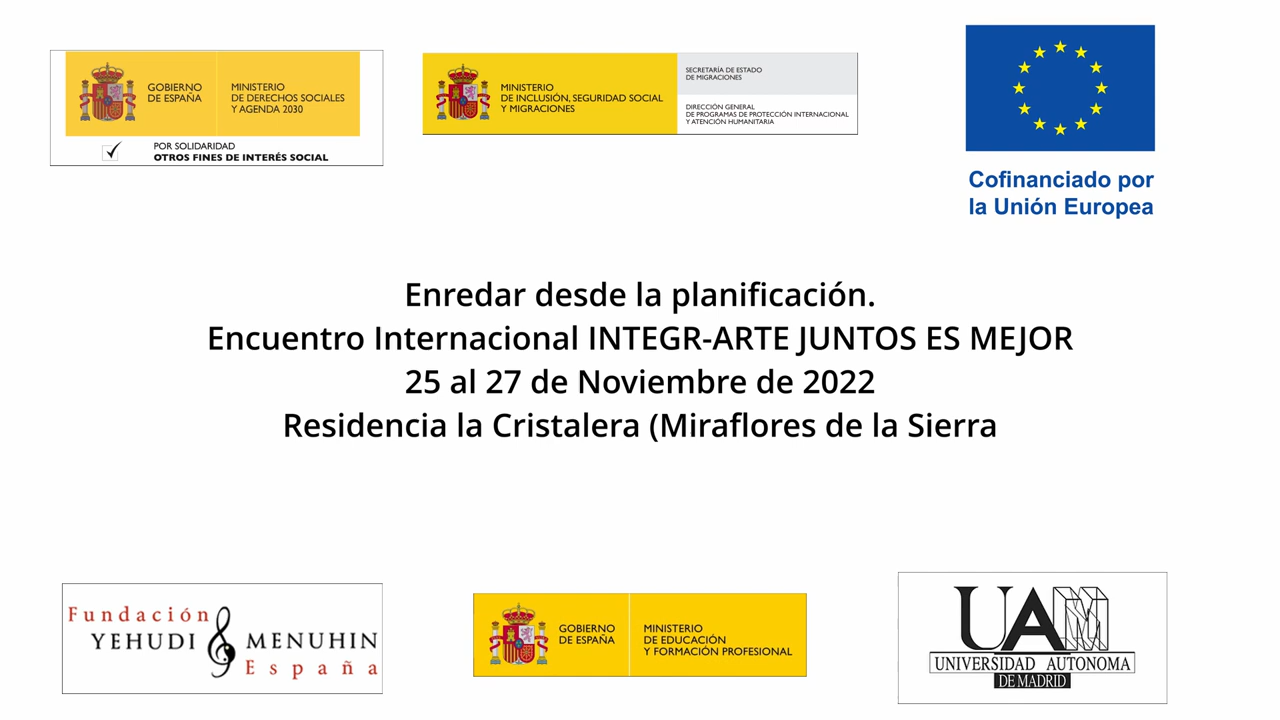 GOBIERNO
DE ESPAÑA
MINISTERIO
DE DERECHOS SOCIALES
Y AGENDA 2030
POR SOLIDARIDAD
OTROS FINES DE INTERÉS SOCIAL
MINISTERIO
DE INCLUSIÓN, SEGURIDAD SOCIAL
Y MIGRACIONES
SECRETARÍA DE ESTADO
DE MIGRACIONES
DIRECCIÓN GENERAL
DE PROGRAMAS DE PROTECCIÓN INTERNACIONAL
Y ATENCIÓN HUMANITARIA
Cofinanciado por
la Unión Europea
Enredar desde la planificación.
Encuentro Internacional INTEGR-ARTE JUNTOS ES MEJOR
25 al 27 de Noviembre de 2022
Residencia la Cristalera (Miraflores de la Sierra
Fundación
YEHUDI MENUHIN
España
GOBIERNO
DE ESPAÑA
MINISTERIO
DE EDUCACIÓN
Y FORMACIÓN PROFESIONAL
UAM
UNIVERSIDAD AUTONOMA
DE MADRID